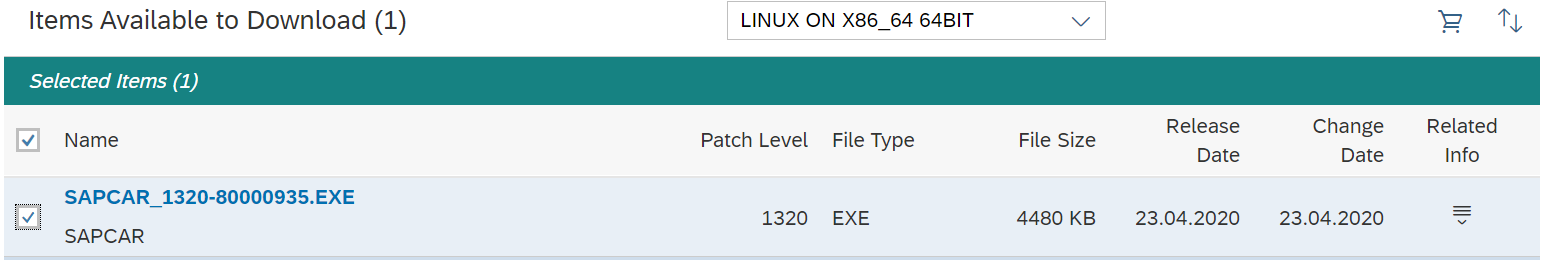 Items Available to Download (1)
LINUX ON X86_64 64BIT
Selected Items (1)
Name
Patch Level
File Type
File Size
Release
Date
Change
Date
Related
Info
SAPCAR_1320-80000935.EXE
SAPCAR
1320
EXE
4480 KB
23.04.2020
23.04.2020